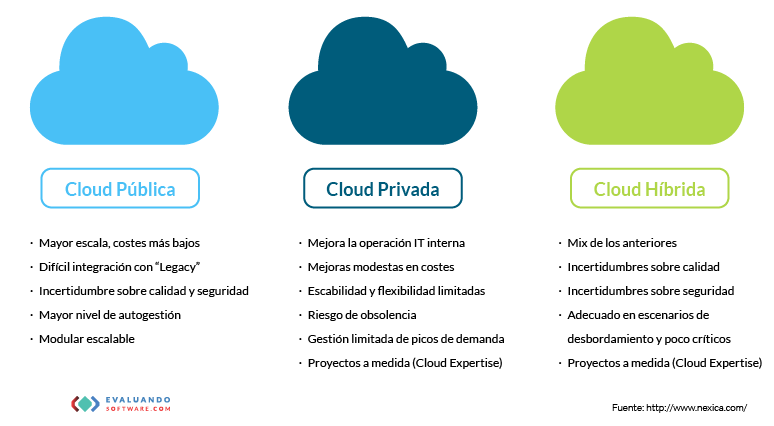 Cloud Pública
· Mayor escala, costes más bajos
· Difícil integración con “Legacy”
· Incertidumbre sobre calidad y seguridad
· Mayor nivel de autogestión
· Modular escalable
Cloud Privada
· Mejora la operación IT interna
· Mejoras modestas en costes
· Escabilidad y flexibilidad limitadas
· Riesgo de obsolencia
· Gestión limitada de picos de demanda
· Proyectos a medida (Cloud Expertise)
Cloud Híbrida
· Mix de los anteriores
· Incertidumbres sobre calidad
· Incertidumbres sobre seguridad
· Adecuado en escenarios de
desbordamiento y poco críticos
· Proyectos a medida (Cloud Expertise)
EVALUANDO
SOFTWARE.COM
Fuente: http://www.nexica.com/